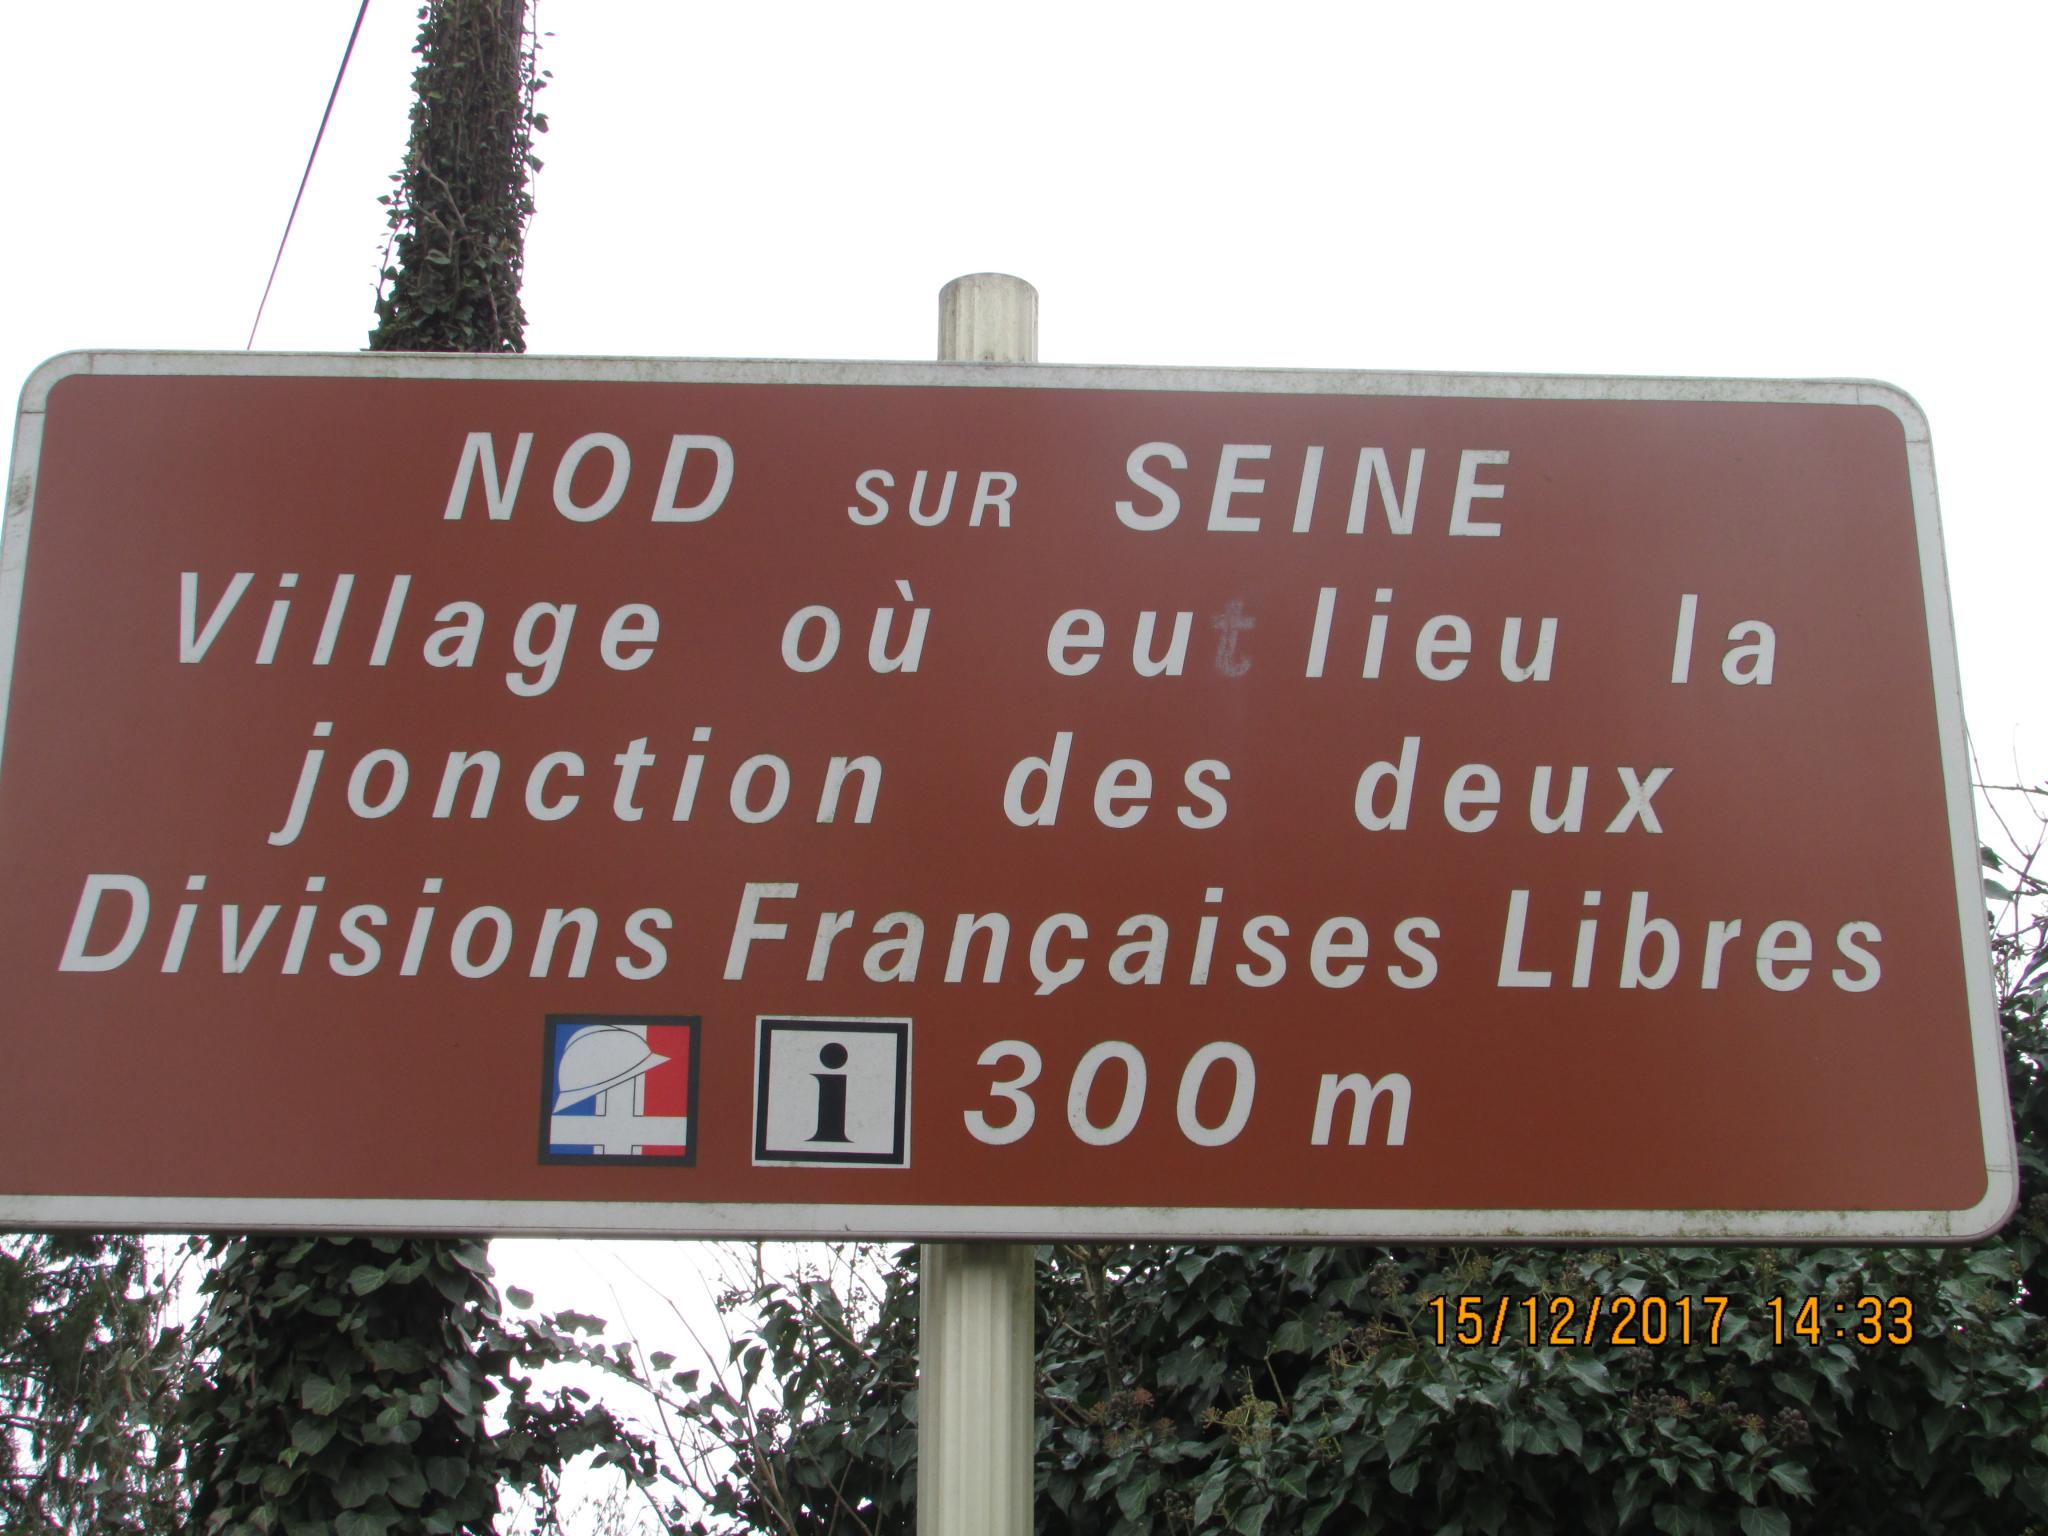 NOD SUR SEINE
Village où eut lieu la
jonction des deux
Divisions Françaises Libres
i 300 m
15/12/2017 14:33